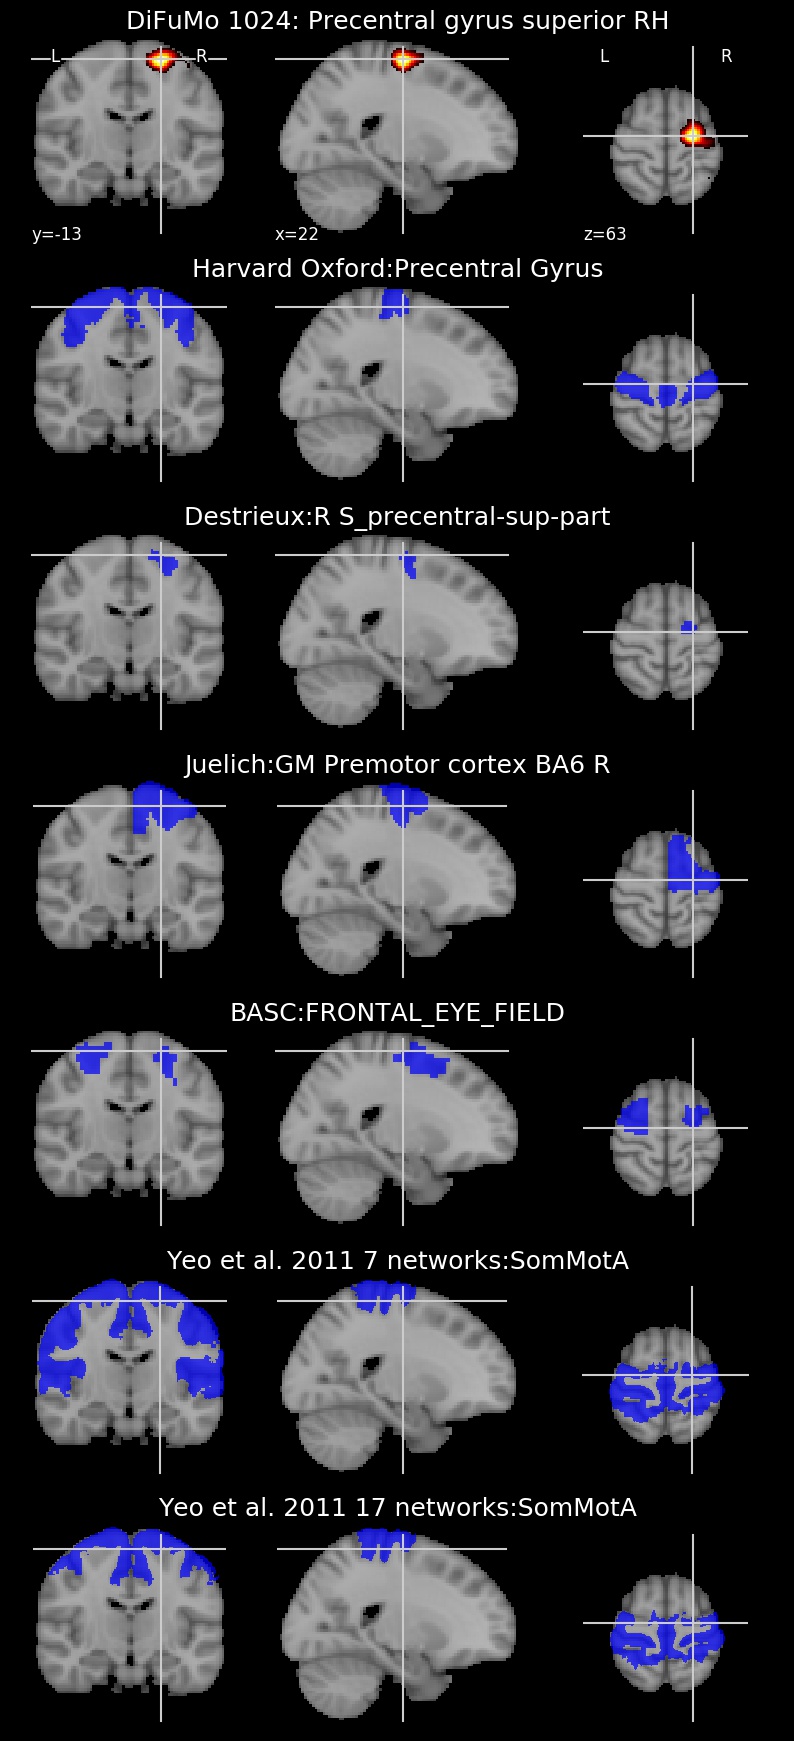 DiFuMo 1024: Precentral gyrus superior RH
L R L R
y=-13 x=22 z=63
Harvard Oxford:Precentral Gyrus
Destrieux:R S_precentral-sup-part
Juelich:GM Premotor cortex BA6 R
BASC:FRONTAL_EYE_FIELD
Yeo et al. 2011 7 networks:SomMotA
Yeo et al. 2011 17 networks:SomMotA